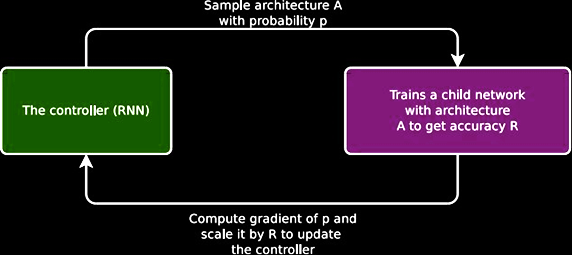 Sample architecture A
with probability p
The controller (RNN)
Trains a child network
with architecture
A to get accuracy R
Compute gradient of p and
scale it by R to update
the controller